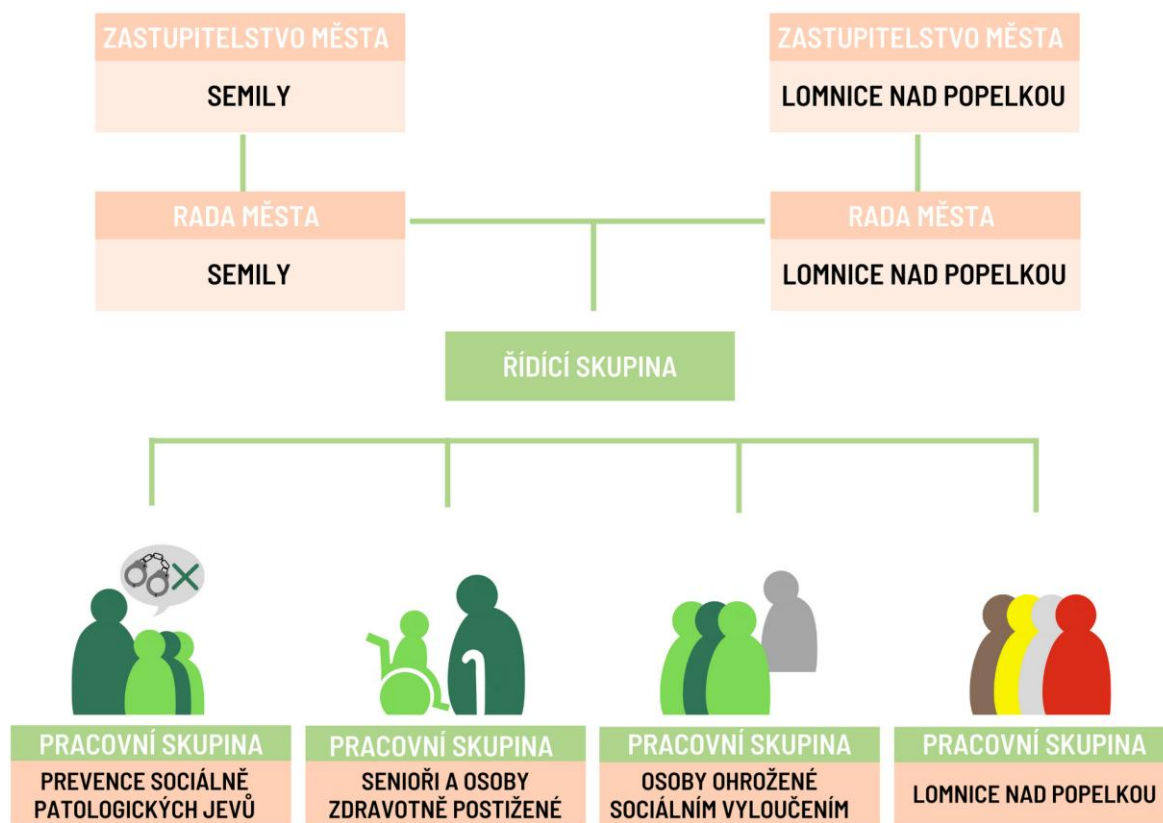 ZASTUPITELSTVO MĚSTA
SEMILY
ZASTUPITELSTVO MĚSTA
LOMNICE NAD POPELKOU
RADA MĚSTA
SEMILY
RADA MĚSTA
LOMNICE NAD POPELKOU
ŘÍDÍCÍ SKUPINA
PRACOVNÍ SKUPINA
PREVENCE SOCIÁLNĚ
PATOLOGICKÝCH JEVŮ
PRACOVNÍ SKUPINA
SENIOŘI A OSOBY
ZDRAVOTNĚ POSTIŽENÉ
PRACOVNÍ SKUPINA
OSOBY OHROŽENÉ
SOCIÁLNÍM VYLOUČENÍM
PRACOVNÍ SKUPINA
LOMNICE NAD POPELKOU